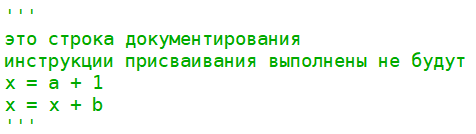 '''
это строка документирования
инструкции присваивания выполнены не будут
x = a + 1
x = x + b
'''